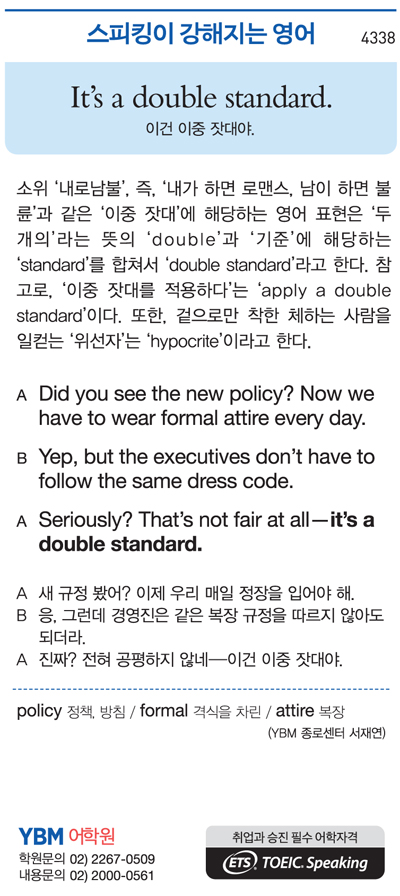 스피킹이 강해지는 영어
4338
It's a double standard.
이건 이중 잣대야.
소위 ‘내로남불’, 즉, ‘내가 하면 로맨스, 남이 하면 불
륜’과 같은 ‘이중 잣대’에 해당하는 영어 표현은 ‘두
개의’라는 뜻의 ‘double’과 ‘기준’에 해당하는
‘standard’를 합쳐서 ‘double standard’라고 한다. 참
고로, ‘이중 잣대를 적용하다’는 ‘apply a double
standard’이다. 또한, 겉으로만 착한 체하는 사람을
일컫는 ‘위선자’는 ‘hypocrite’이라고 한다.
A Did you see the new policy? Now we
have to wear formal attire every day.
B Yep, but the executives don’t have to
follow the same dress code.
A Seriously? That’s not fair at all—it’s a
double standard.
A 새 규정 봤어? 이제 우리 매일 정장을 입어야 해.
B 응, 그런데 경영진은 같은 복장 규정을 따르지 않아도
되더라.
A 진짜? 전혀 공평하지 않네—이건 이중 잣대야.
policy 정책, 방침 / formal 격식을 차린 / attire 복장
(YBM 종로센터 서재연)
YBM 어학원
학원문의 02) 2267-0509
내용문의 02) 2000-0561
취업과 승진 필수 어학자격
ETS TOEIC Speaking